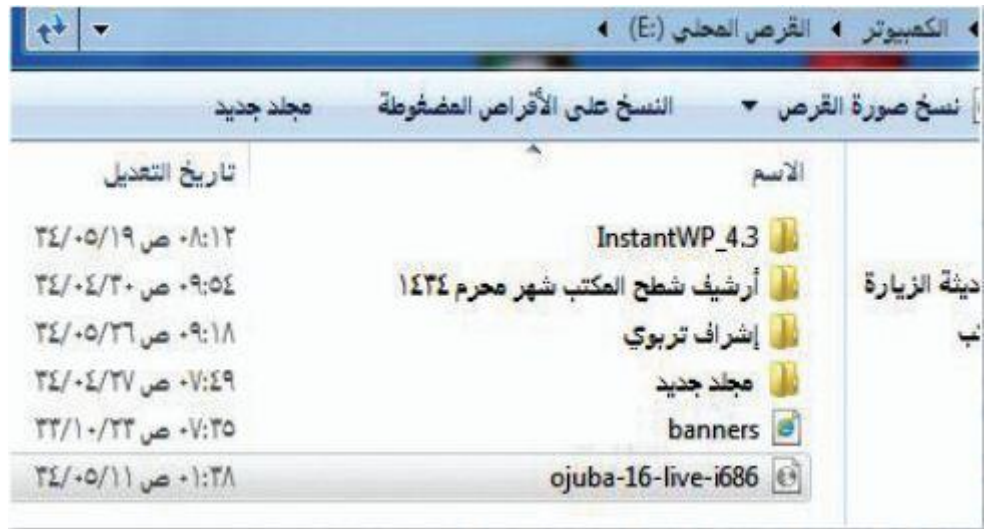 الكمبيوتر القرص المحلي (E:)
نسخ صورة القرص النسخ على الأقراص المضغوطة مجلد جديد
الاسم تاريخ التعديل
InstantWP_4.3 ٠٨:١٢ ص ٣٤/٠٥/١٩
ديثة الزيارة أرشيف شطح المكتب شهر محرم ١٤٣٤ ٠٩:٥٤ ص ٣٤/٠٤/٣٠
تب إشراف تربوي ٠٩:١٨ ص ٣٤/٠٥/٢٦
مجلد جديد ٠٧:٤٩ ص ٣٤/٠٤/٢٧
banners ٠٧:٣٥ ص ٣٣/١٠/٢٣
ojuba-16-live-i686 ٠١:٣٨ ص ٣٤/٠٥/١١